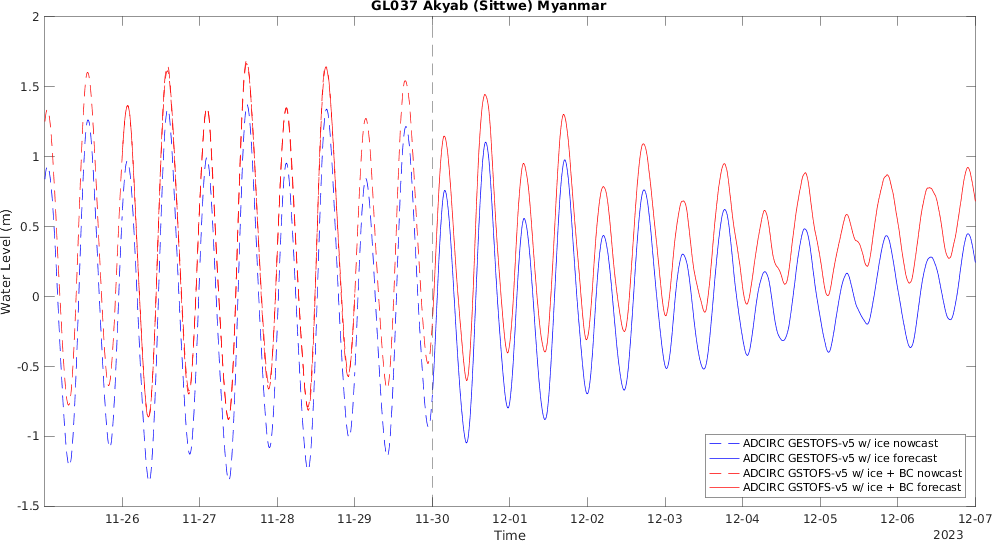 GL037 Akyab (Sittwe) Myanmar
2
1.5
1
0.5
0
-0.5
-1
-1.5
Water Level (m)
ADCIRC GESTOFS-v5 w/ ice nowcast
ADCIRC GESTOFS-v5 w/ ice forecast
ADCIRC GSTOFS-v5 w/ ice + BC nowcast
ADCIRC GSTOFS-v5 w/ ice + BC forecast
11-26 11-27 11-28 11-29 11-30 12-01 12-02 12-03 12-04 12-05 12-06 12-07
Time
2023